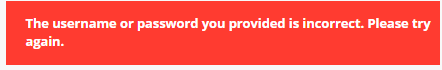 The username or password you provided is incorrect. Please try
again.